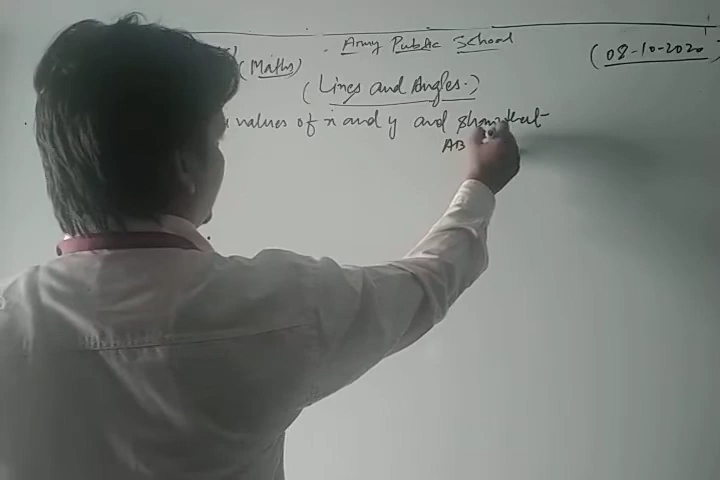 Army Public School
(Maths)
(08-10-2020)
(Lines and Angles.)
values of x and y and show that
AB